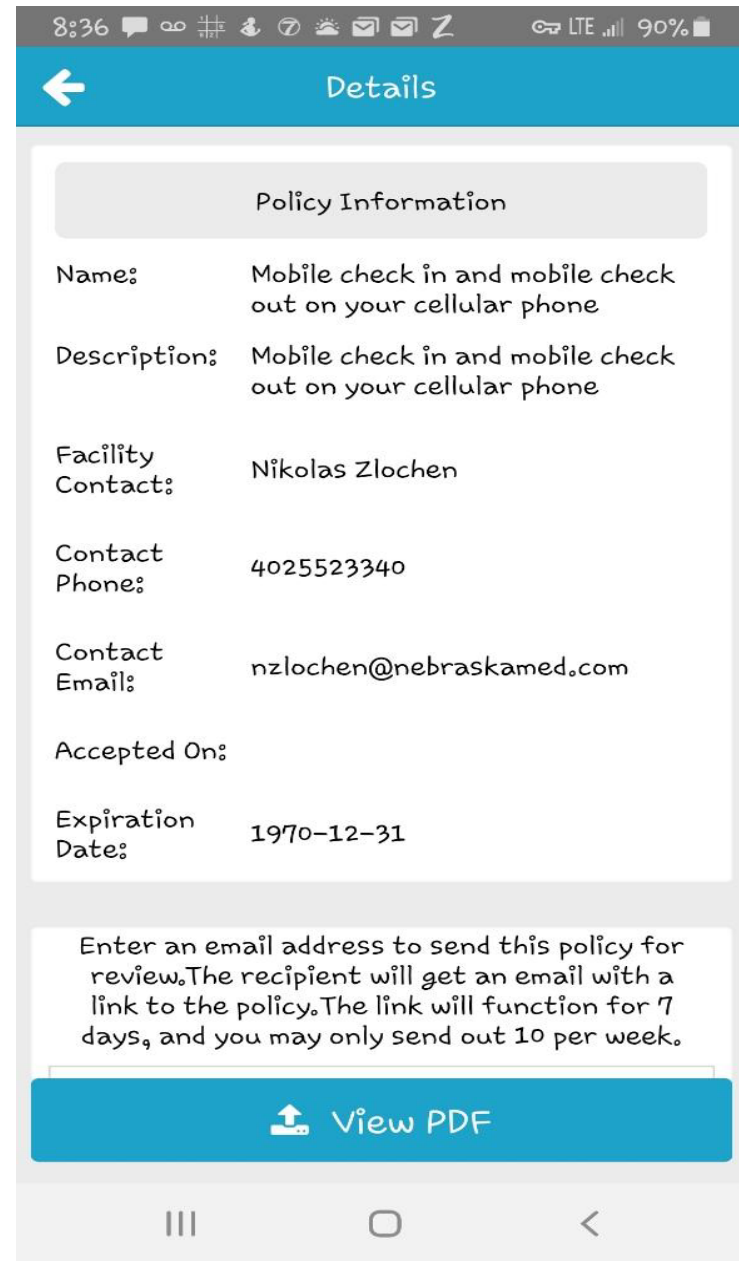 8:36 LTE 90%
Details
Policy Information
Name: Mobile check in and mobile check
out on your cellular phone
Description: Mobile check in and mobile check
out on your cellular phone
Facility
Contact: Nikolas Zlochen
Contact
Phone: 4025523340
Contact
Email: nzlochen@nebraskamed.com
Accepted On:
Expiration
Date: 1970-12-31
Enter an email address to send this policy for
review.The recipient will get an email with a
link to the policy.The link will function for 7
days, and you may only send out 10 per week.
View PDF